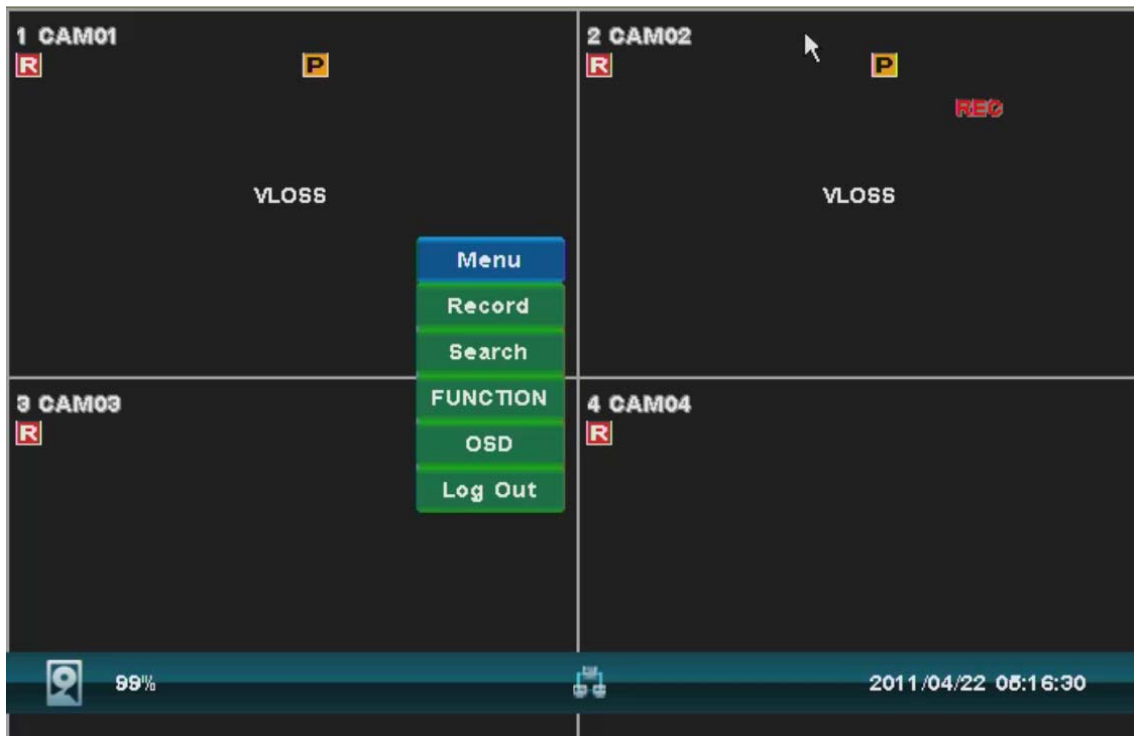 1 CAM01
2 CAM02
R
P
R
P
REC
VLOSS
VLOSS
Menu
Record
Search
FUNCTION
OSD
Log Out
3 CAM03
4 CAM04
R
R
99%
2011/04/22 05:16:30